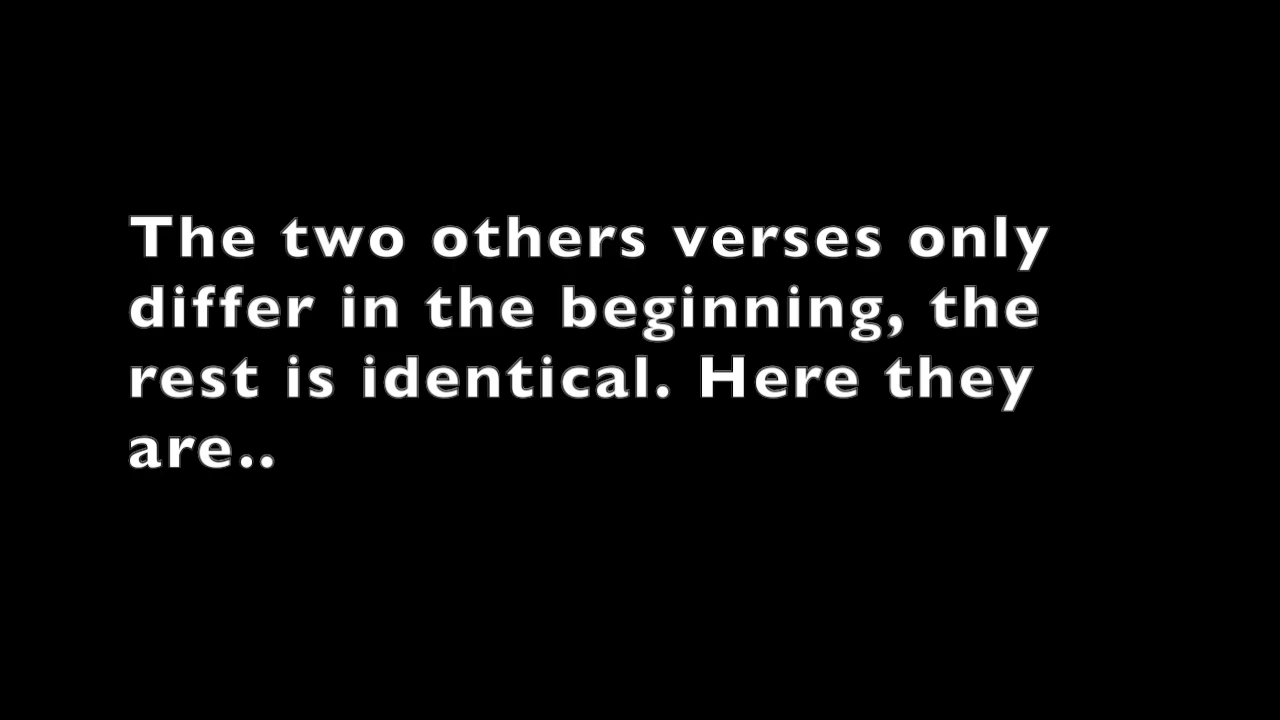 The two others verses only
differ in the beginning, the
rest is identical. Here they
are..